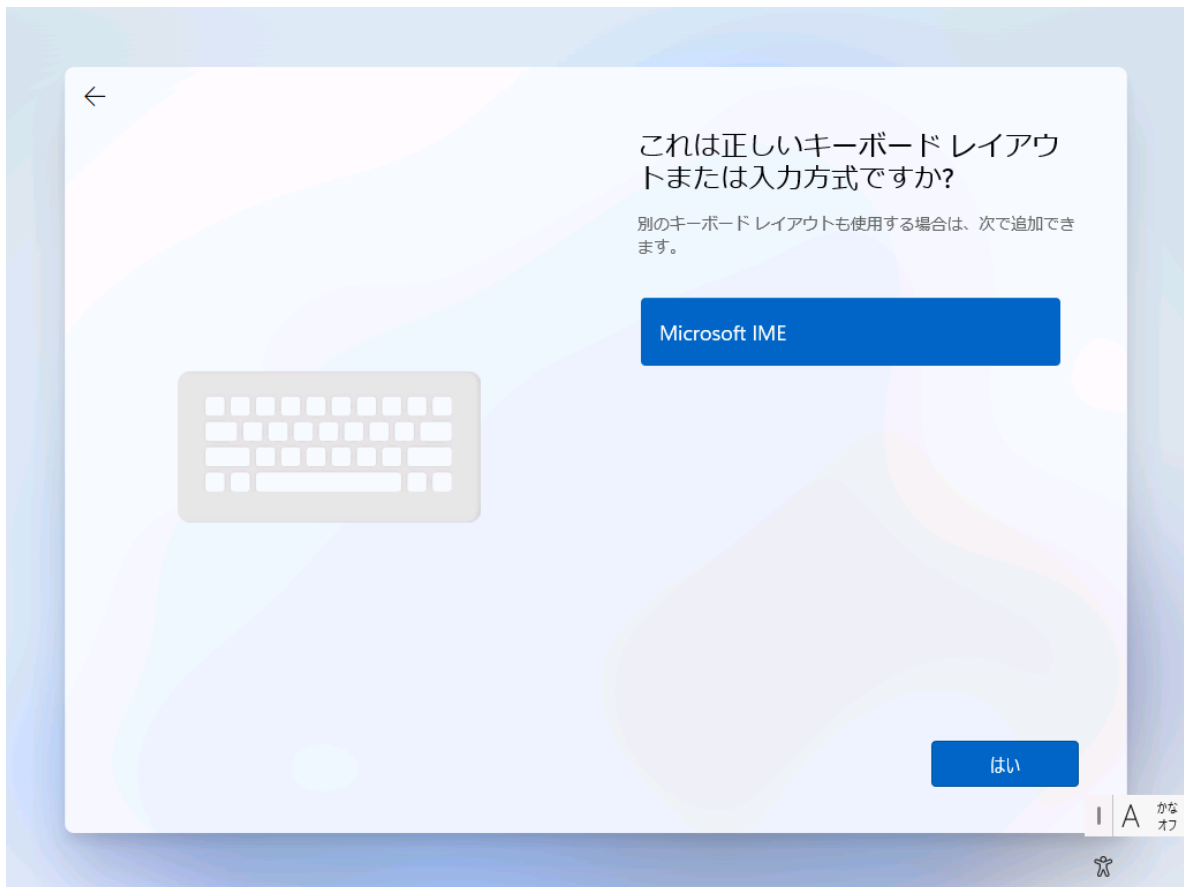 これは正しいキーボード レイアウ
トまたは入力方式ですか?
別のキーボード レイアウトも使用する場合は、次で追加でき
ます。
Microsoft IME
はい
A
かな
オフ